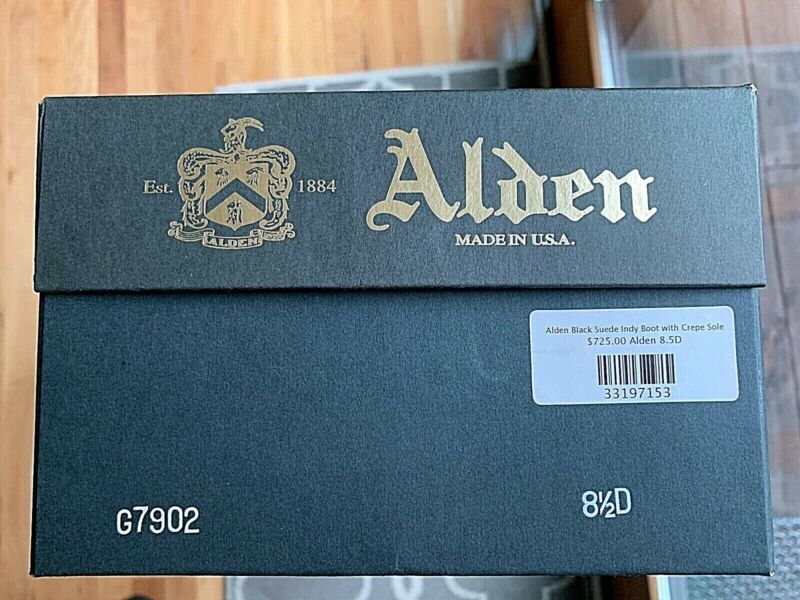 Est. 1884
ALDEN
Alden
MADE IN U.S.A.
Alden Black Suede Indy Boot with Crepe Sole
$725.00 Alden 8.5D
33197153
G7902
8½D